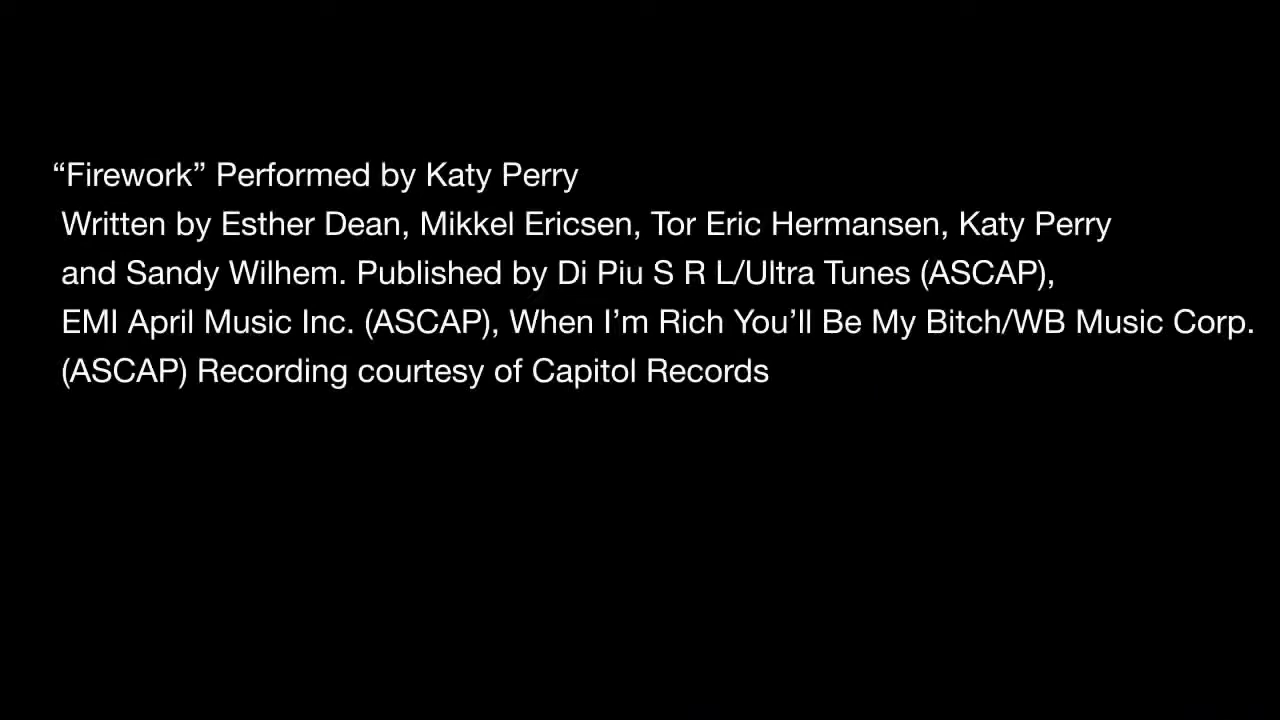 “Firework” Performed by Katy Perry
Written by Esther Dean, Mikkel Ericsen, Tor Eric Hermansen, Katy Perry
and Sandy Wilhem. Published by Di Piu S R L/Ultra Tunes (ASCAP),
EMI April Music Inc. (ASCAP), When I’m Rich You’ll Be My Bitch/WB Music Corp.
(ASCAP) Recording courtesy of Capitol Records